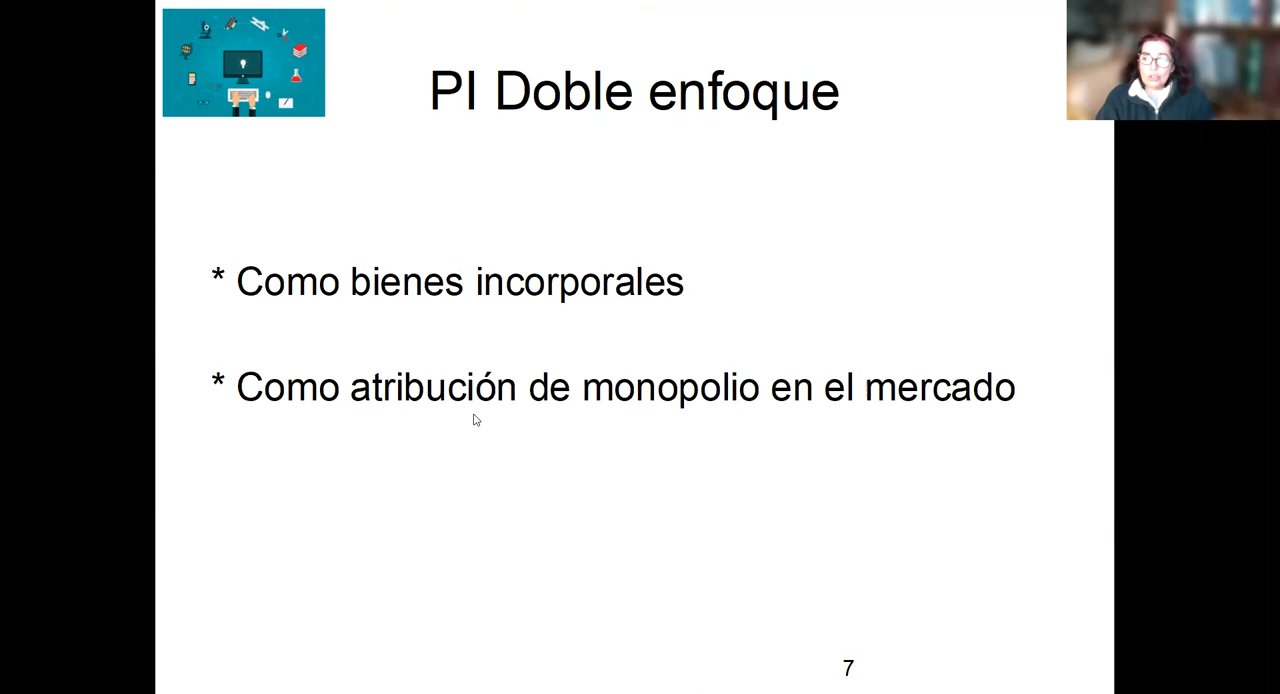 PI Doble enfoque
* Como bienes incorporales
* Como atribución de monopolio en el mercado
7